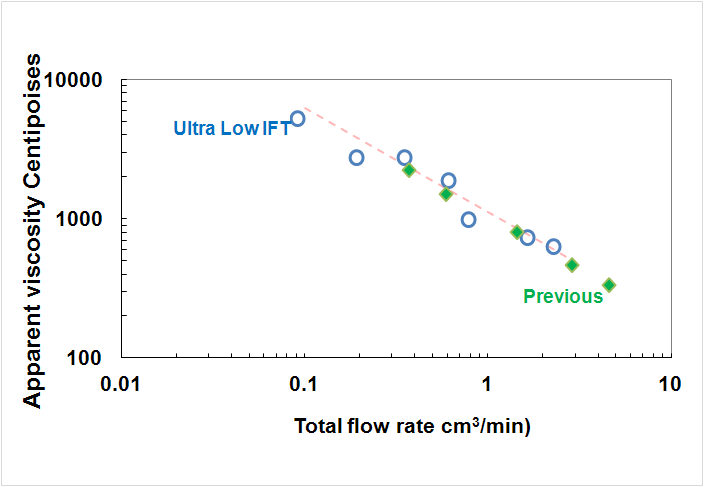 Apparent viscosity Centipoises
10000
1000
100
Ultra Low IFT
Previous
0.01 0.1 1 10
Total flow rate cm³/min)